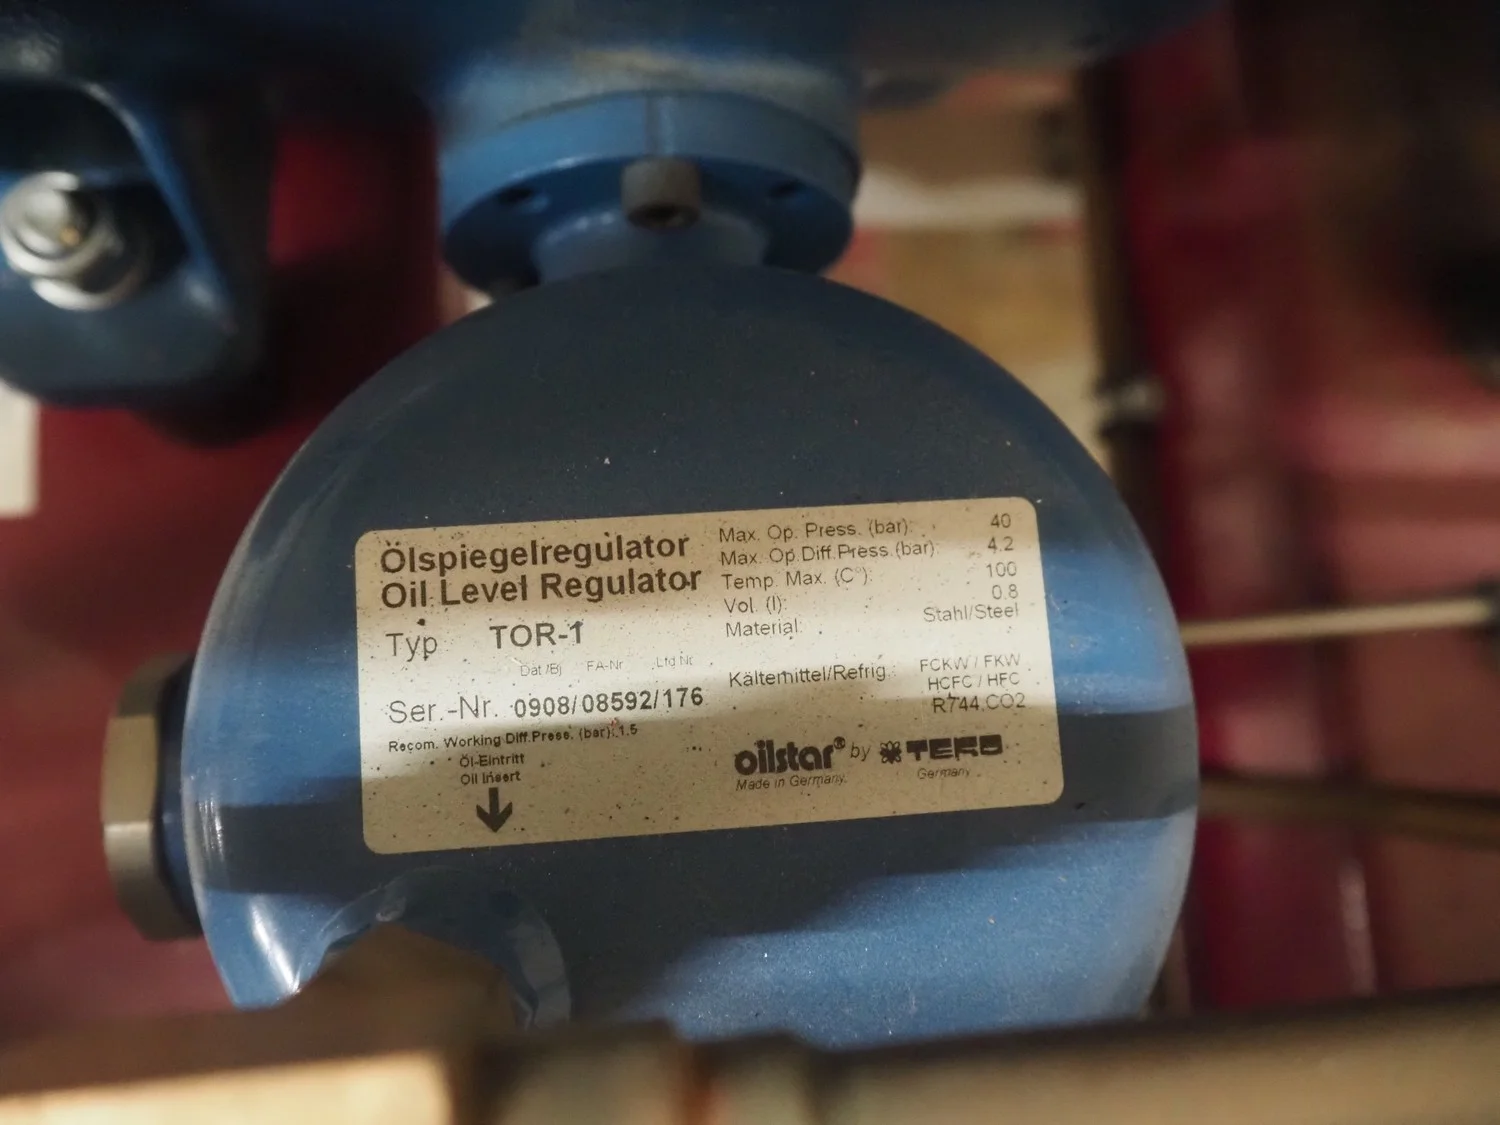 Ölspiegelregulator
Oil Level Regulator
Typ TOR-1
Dat/Bj FA-Nr Lfd Nr
Ser.-Nr. 0908/08592/176
Recom. Working Diff.Press. (bar): 1.5
Öl-Eintritt
Oil Insert
Max. Op. Press. (bar): 40
Max. Op.Diff.Press.(bar): 4.2
Temp. Max. (C°): 100
Vol. (l): 0.8
Material: Stahl/Steel
Kältemittel/Refrig.: FCKW / FKW
HCFC / HFC
R744,CO2
oilstar® by TEKO
Made in Germany. Germany